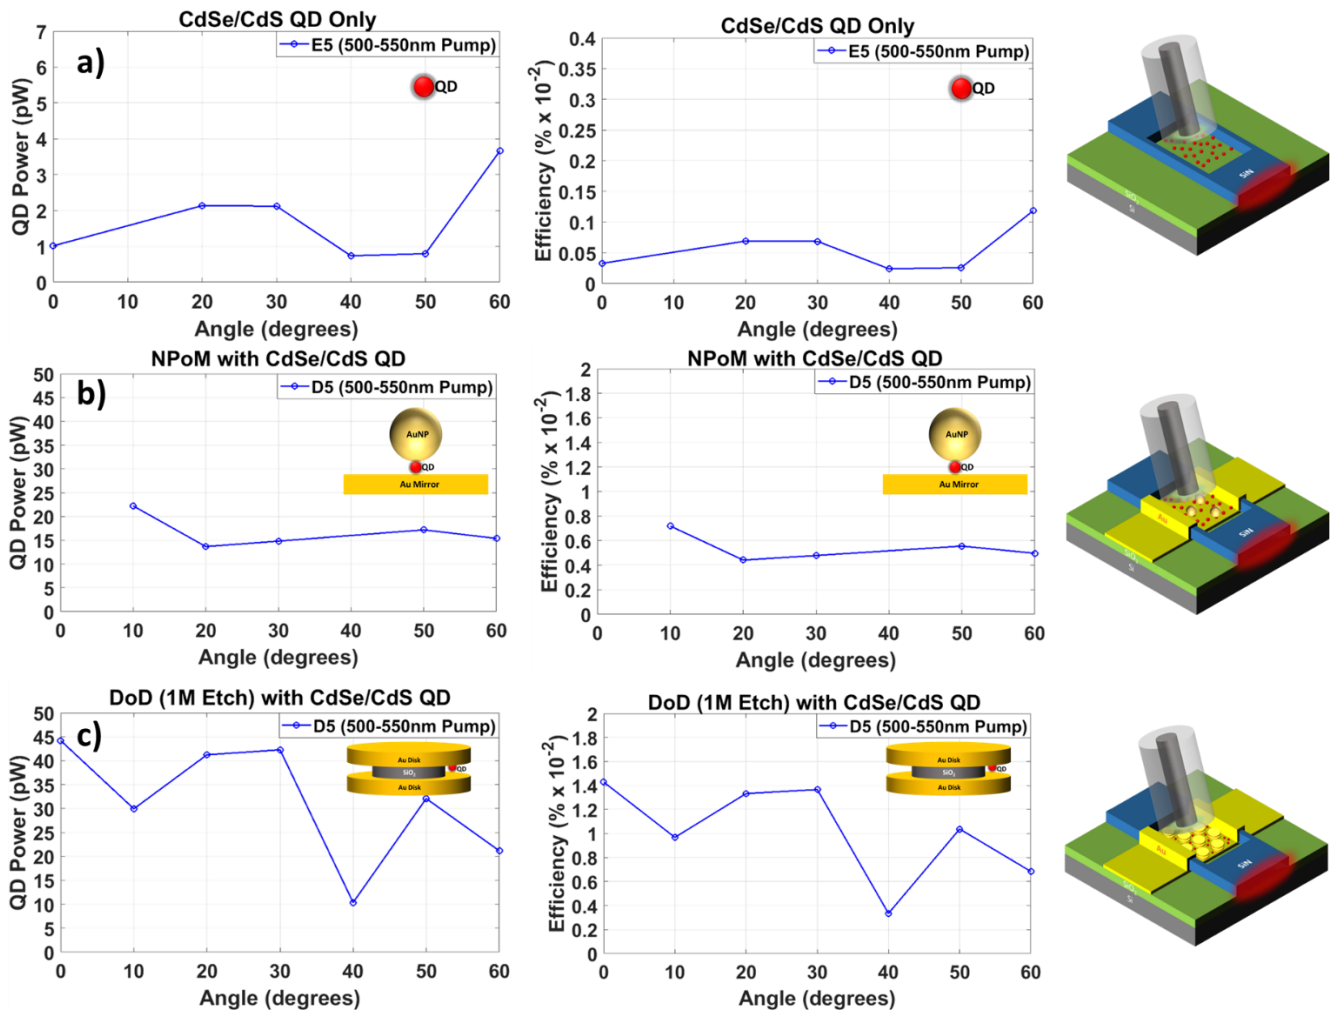 CdSe/CdS QD Only
a)
E5 (500-550nm Pump)
QD
QD Power (pW)
7
6
5
4
3
2
1
0
0 10 20 30 40 50 60
Angle (degrees)
CdSe/CdS QD Only
E5 (500-550nm Pump)
QD
Efficiency (% x 10⁻²)
0.4
0.35
0.3
0.25
0.2
0.15
0.1
0.05
0
0 10 20 30 40 50 60
Angle (degrees)
SiN
SiO₂
Si
NPoM with CdSe/CdS QD
b)
D5 (500-550nm Pump)
AuNP
QD
Au Mirror
QD Power (pW)
50
45
40
35
30
25
20
15
10
5
0
0 10 20 30 40 50 60
Angle (degrees)
NPoM with CdSe/CdS QD
D5 (500-550nm Pump)
AuNP
QD
Au Mirror
Efficiency (% x 10⁻²)
2
1.8
1.6
1.4
1.2
1
0.8
0.6
0.4
0.2
0
0 10 20 30 40 50 60
Angle (degrees)
Au
SiN
SiO₂
Si
DoD (1M Etch) with CdSe/CdS QD
c)
D5 (500-550nm Pump)
Au Disk
SiO₂
QD
Au Disk
QD Power (pW)
50
45
40
35
30
25
20
15
10
5
0
0 10 20 30 40 50 60
Angle (degrees)
DoD (1M Etch) with CdSe/CdS QD
D5 (500-550nm Pump)
Au Disk
SiO₂
QD
Au Disk
Efficiency (% x 10⁻²)
2
1.8
1.6
1.4
1.2
1
0.8
0.6
0.4
0.2
0
0 10 20 30 40 50 60
Angle (degrees)
Au
SiN
SiO₂
Si